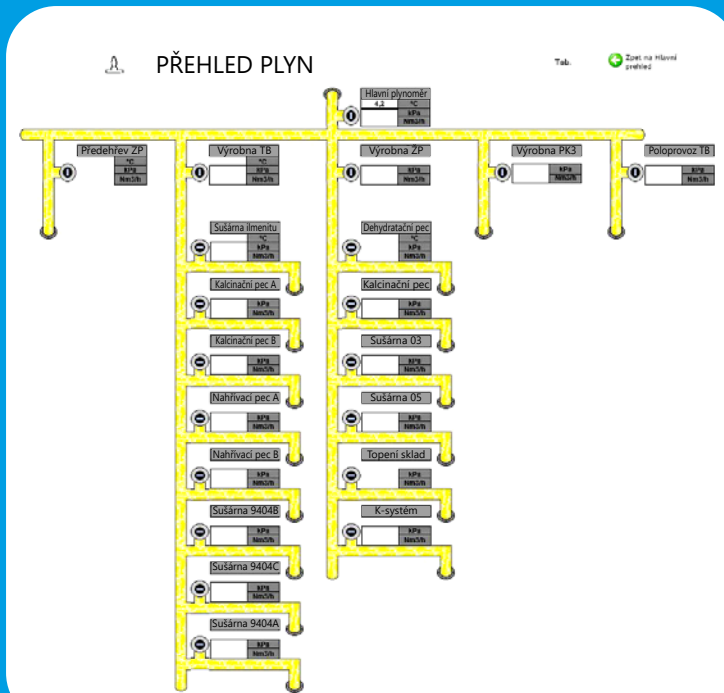 PŘEHLED PLYN
Tab.
Zpet na Hlavní
prehled
Hlavní plynoměr
4,2 °C
kPa
Nm3/h
Předehřev ZP
°C
kPa
Nm3/h
Výrobna TB
°C
kPa
Nm3/h
Výrobna ŽP
kPa
Nm3/h
Výrobna PK3
kPa
Nm3/h
Poloprovoz TB
kPa
Nm3/h
Sušárna ilmenitu
°C
kPa
Nm3/h
Dehydratační pec
°C
kPa
Nm3/h
Kalcinační pec A
kPa
Nm3/h
Kalcinační pec
kPa
Nm3/h
Kalcinační pec B
kPa
Nm3/h
Sušárna 03
kPa
Nm3/h
Nahřívací pec A
kPa
Nm3/h
Sušárna 05
kPa
Nm3/h
Nahřívací pec B
kPa
Nm3/h
Topení sklad
kPa
Nm3/h
Sušárna 9404B
kPa
Nm3/h
K-systém
kPa
Nm3/h
Sušárna 9404C
kPa
Nm3/h
Sušárna 9404A
kPa
Nm3/h